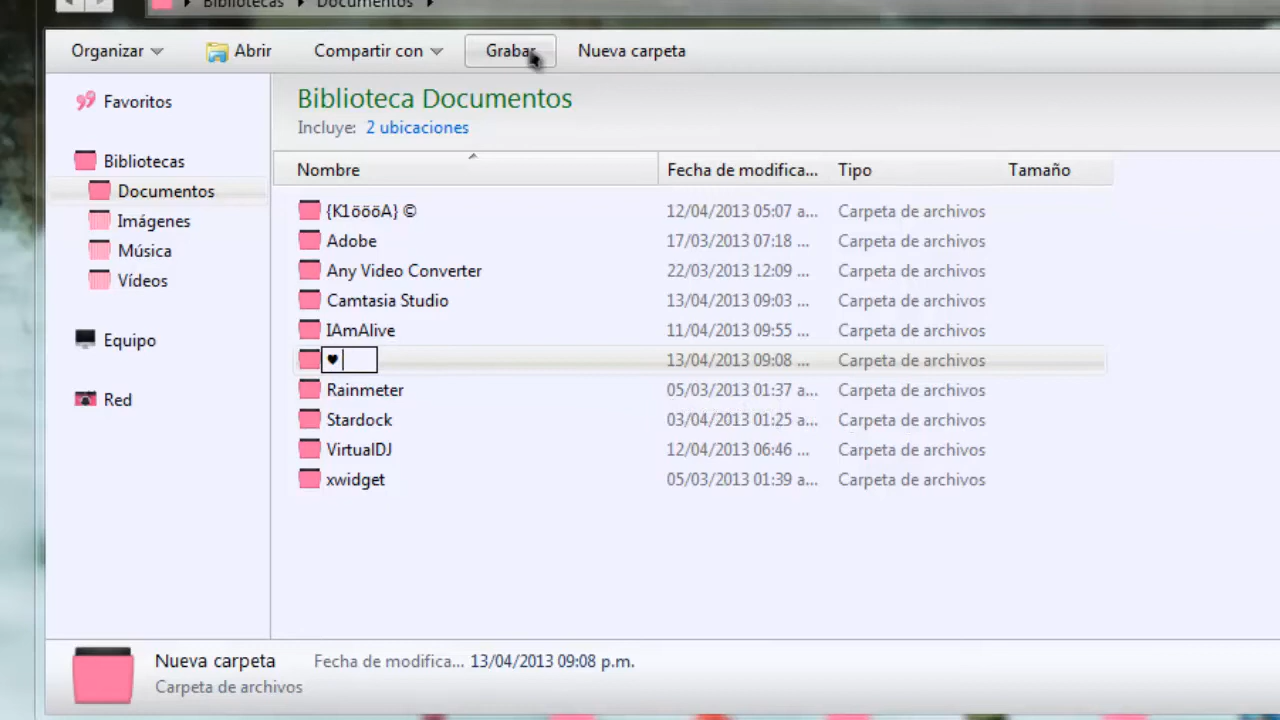 Bibliotecas Documentos
Organizar Abrir Compartir con Grabar Nueva carpeta
Favoritos
Bibliotecas
Documentos
Imágenes
Música
Vídeos
Equipo
Red
Biblioteca Documentos
Incluye: 2 ubicaciones
Nombre Fecha de modifica... Tipo Tamaño
{K1öööA} © 12/04/2013 05:07 a... Carpeta de archivos
Adobe 17/03/2013 07:18 ... Carpeta de archivos
Any Video Converter 22/03/2013 12:09 ... Carpeta de archivos
Camtasia Studio 13/04/2013 09:03 ... Carpeta de archivos
IAmAlive 11/04/2013 09:55 ... Carpeta de archivos
♥ 13/04/2013 09:08 ... Carpeta de archivos
Rainmeter 05/03/2013 01:37 a... Carpeta de archivos
Stardock 03/04/2013 01:25 a... Carpeta de archivos
VirtualDJ 12/04/2013 06:46 ... Carpeta de archivos
xwidget 05/03/2013 01:39 a... Carpeta de archivos
Nueva carpeta Fecha de modifica... 13/04/2013 09:08 p.m.
Carpeta de archivos